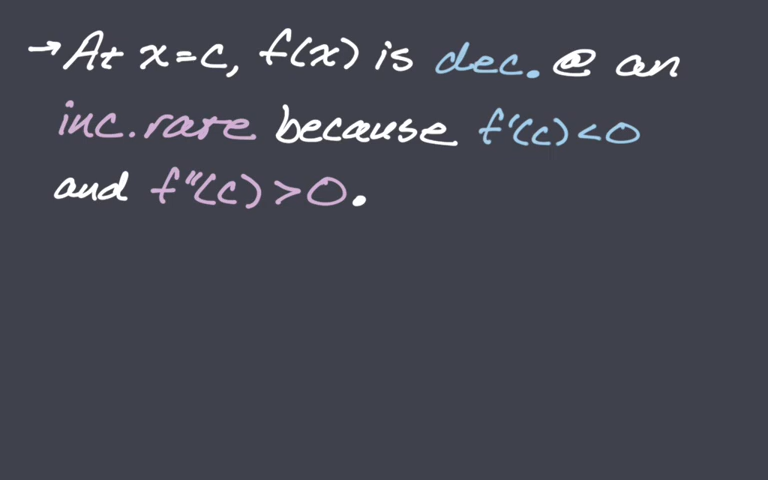 →At x=c, f(x) is dec. @ an
inc. rate because f'(c)<0
and f"(c)>0.